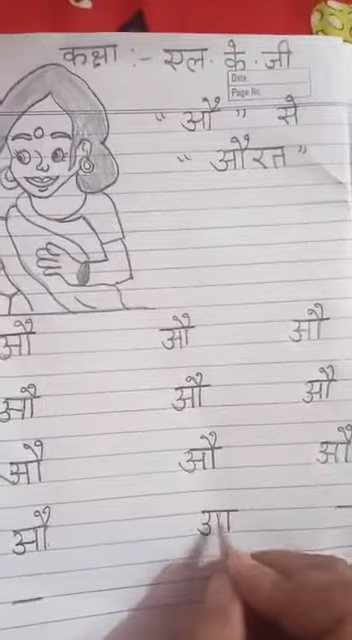 कक्षा :- एल. के. जी
Date
Page No.
" औ " से
" औरत "
औ औ औ
औ औ औ
औ औ औ
औ आ